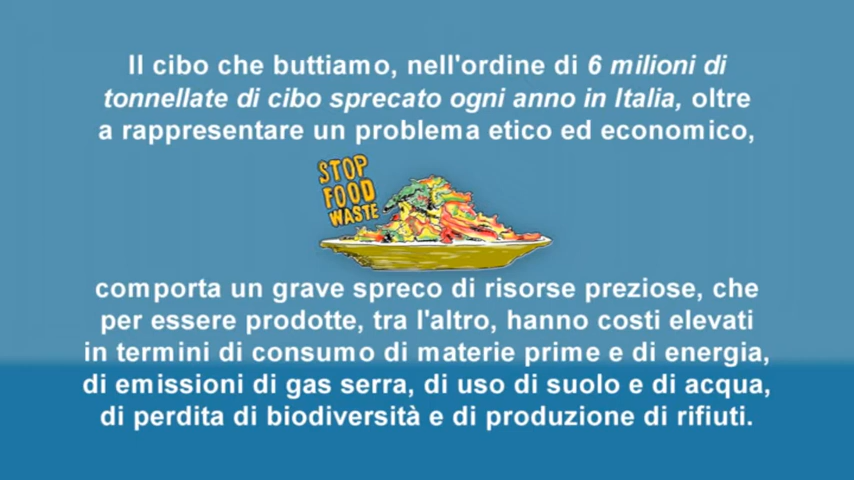 Il cibo che buttiamo, nell'ordine di 6 milioni di
tonnellate di cibo sprecato ogni anno in Italia, oltre
a rappresentare un problema etico ed economico,
STOP
FOOD
WASTE
comporta un grave spreco di risorse preziose, che
per essere prodotte, tra l'altro, hanno costi elevati
in termini di consumo di materie prime e di energia,
di emissioni di gas serra, di uso di suolo e di acqua,
di perdita di biodiversità e di produzione di rifiuti.